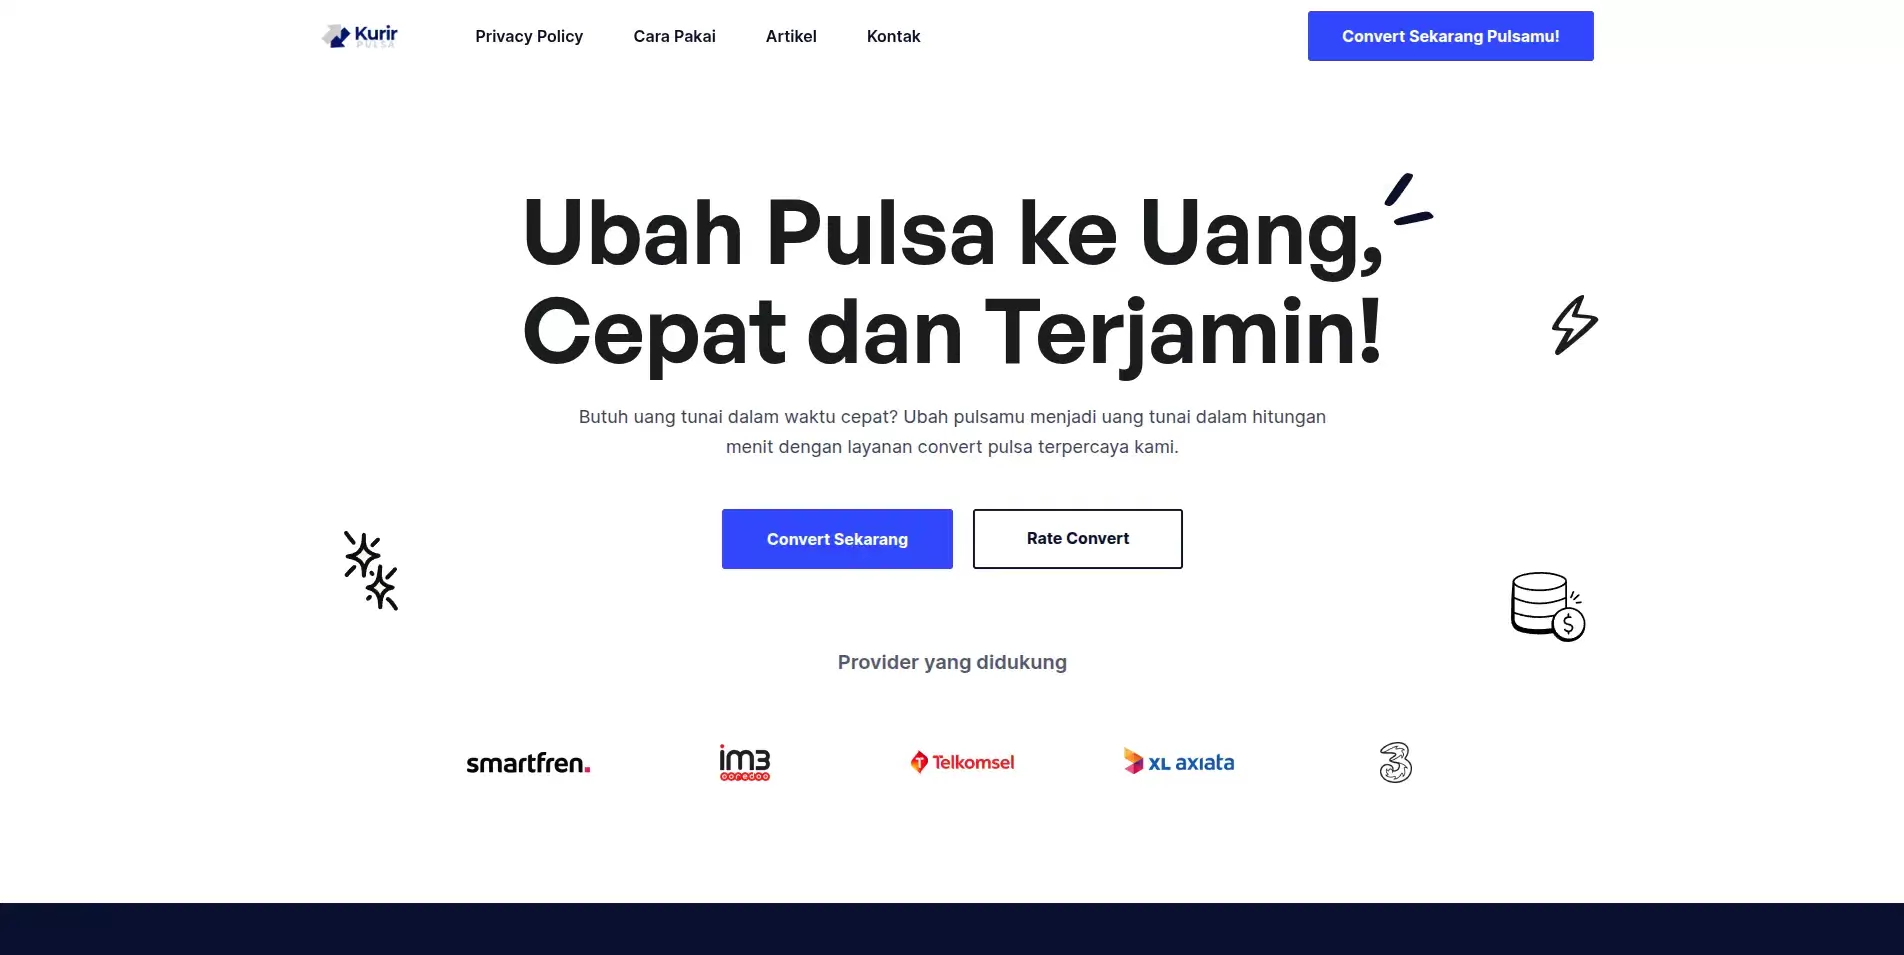 Kurir
PULSA
Privacy Policy
Cara Pakai
Artikel
Kontak
Convert Sekarang Pulsamu!
Ubah Pulsa ke Uang,
Cepat dan Terjamin!
Butuh uang tunai dalam waktu cepat? Ubah pulsamu menjadi uang tunai dalam hitungan
menit dengan layanan convert pulsa terpercaya kami.
Convert Sekarang
Rate Convert
$
Provider yang didukung
smartfren.
im3
ooredoo
Telkomsel
XL axiata
3